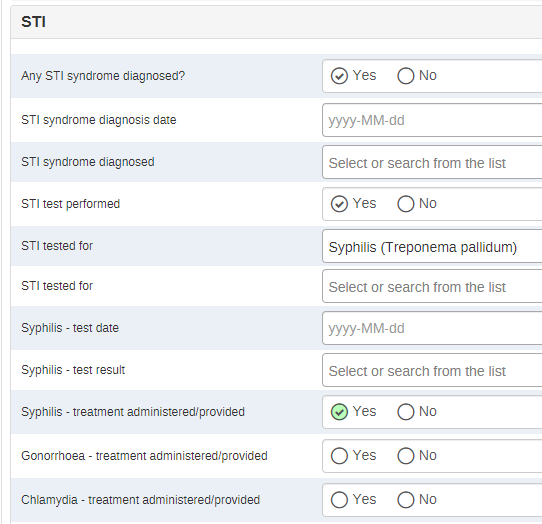 STI
Any STI syndrome diagnosed? Yes No
STI syndrome diagnosis date yyyy-MM-dd
STI syndrome diagnosed Select or search from the list
STI test performed Yes No
STI tested for Syphilis (Treponema pallidum)
STI tested for Select or search from the list
Syphilis - test date yyyy-MM-dd
Syphilis - test result Select or search from the list
Syphilis - treatment administered/provided Yes No
Gonorrhoea - treatment administered/provided Yes No
Chlamydia - treatment administered/provided Yes No